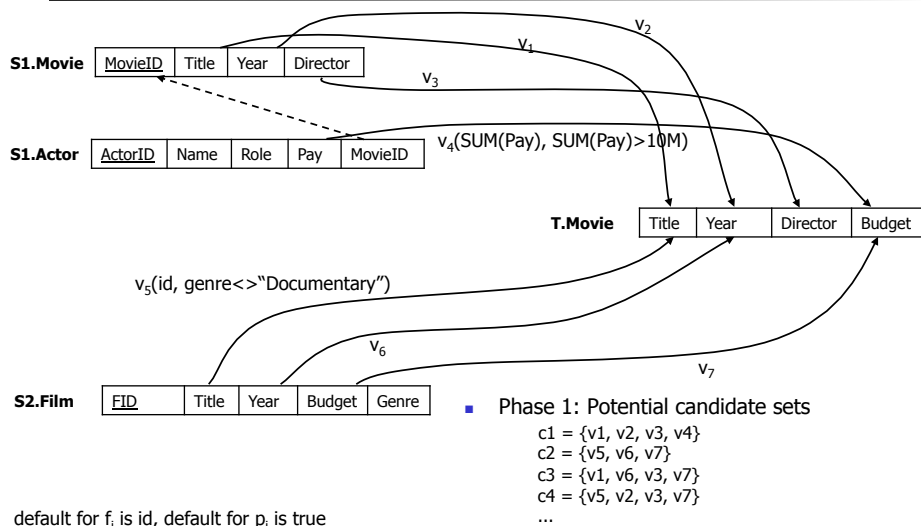 v2
v1
S1.Movie MovieID Title Year Director
v3
v4(SUM(Pay), SUM(Pay)>10M)
S1.Actor ActorID Name Role Pay MovieID
T.Movie Title Year Director Budget
v5(id, genre<>“Documentary”)
v6
v7
S2.Film FID Title Year Budget Genre
▪ Phase 1: Potential candidate sets
c1 = {v1, v2, v3, v4}
c2 = {v5, v6, v7}
c3 = {v1, v6, v3, v7}
c4 = {v5, v2, v3, v7}
...
default for fi is id, default for pi is true